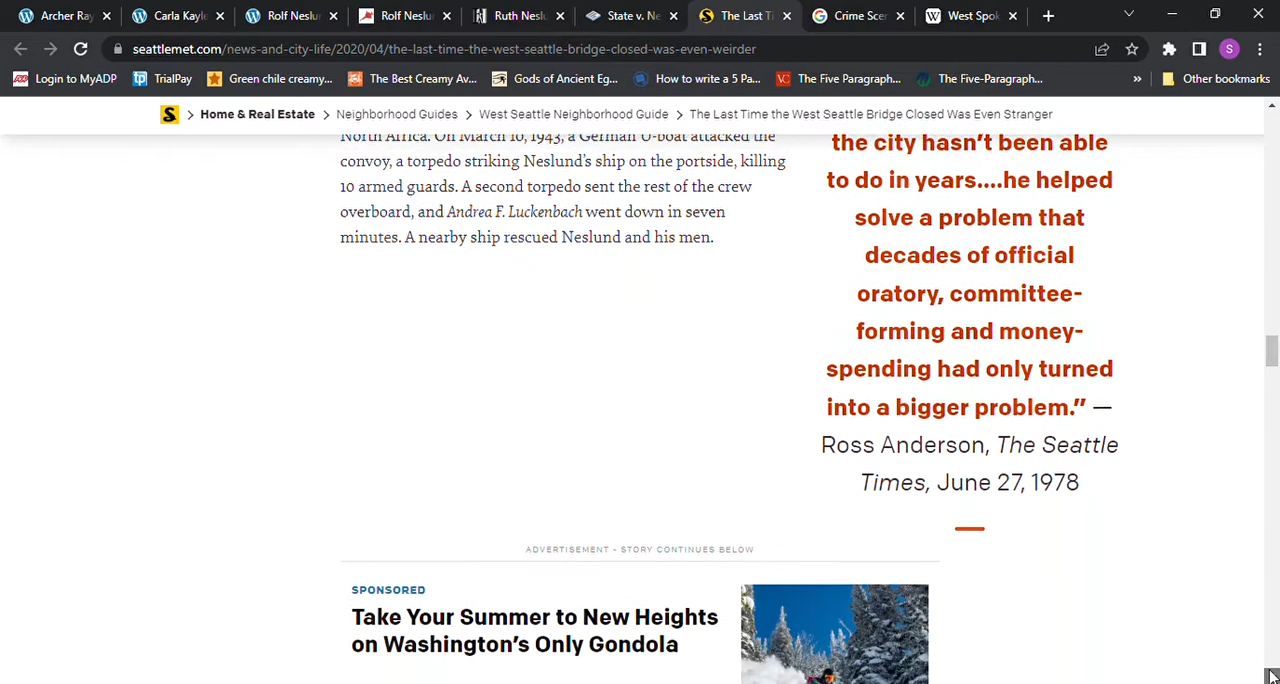 Archer Ray
Carla Kayle
Rolf Neslur
Rolf Neslur
Ruth Neslu
State v. Ne
The Last Ti
Crime Scen
West Spok
seattlemet.com/news-and-city-life/2020/04/the-last-time-the-west-seattle-bridge-closed-was-even-weirder
S
Login to MyADP
tp TrialPay
Green chile creamy...
The Best Creamy Av...
Gods of Ancient Eg...
How to write a 5 Pa...
VC The Five Paragraph...
The Five-Paragraph...
» Other bookmarks
S > Home & Real Estate > Neighborhood Guides > West Seattle Neighborhood Guide > The Last Time the West Seattle Bridge Closed Was Even Stranger
North Africa. On March 10, 1943, a German U-boat attacked the
convoy, a torpedo striking Neslund’s ship on the portside, killing
10 armed guards. A second torpedo sent the rest of the crew
overboard, and Andrea F. Luckenbach went down in seven
minutes. A nearby ship rescued Neslund and his men.
the city hasn’t been able
to do in years....he helped
solve a problem that
decades of official
oratory, committee-
forming and money-
spending had only turned
into a bigger problem.” —
Ross Anderson, The Seattle
Times, June 27, 1978
ADVERTISEMENT - STORY CONTINUES BELOW
SPONSORED
Take Your Summer to New Heights
on Washington’s Only Gondola